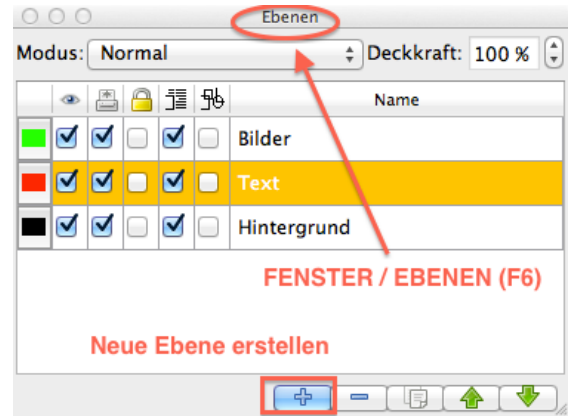 Ebenen
Modus: Normal Deckkraft: 100 %
Name
Bilder
Text
Hintergrund
FENSTER / EBENEN (F6)
Neue Ebene erstellen